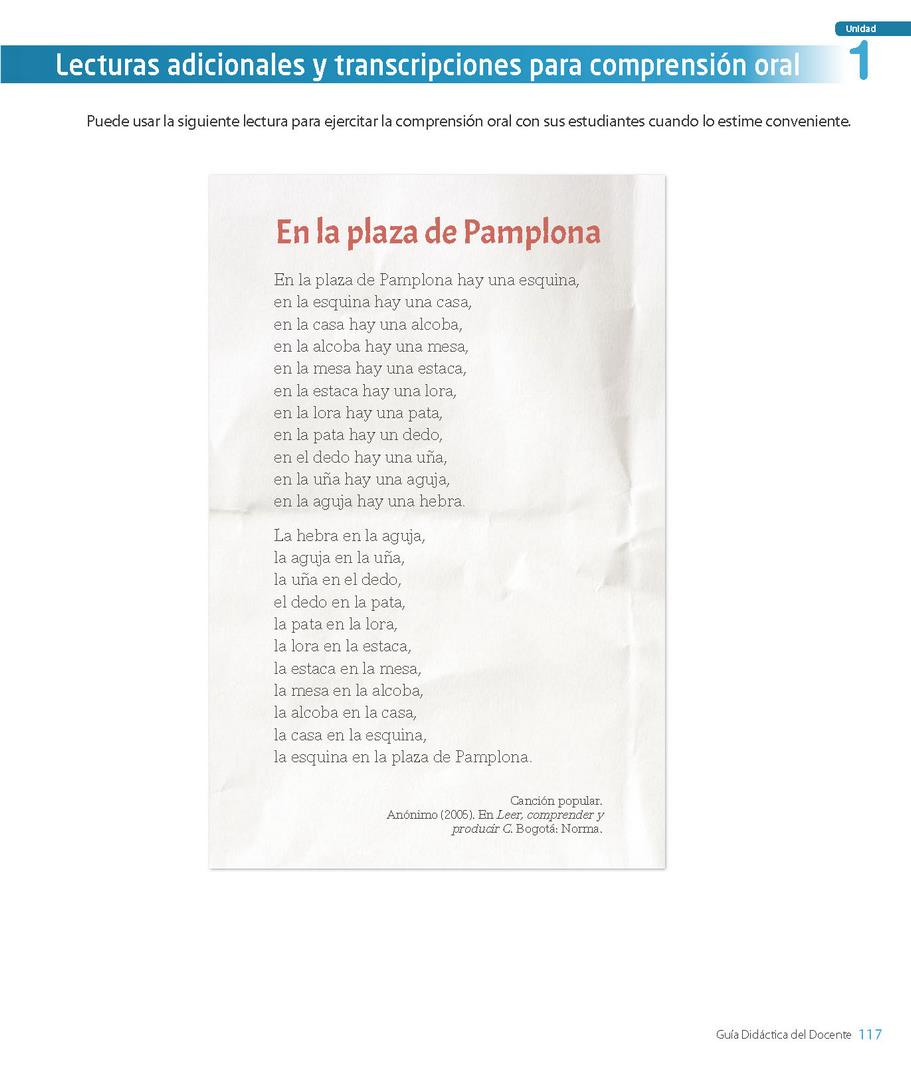 Unidad
1
Lecturas adicionales y transcripciones para comprensión oral
Puede usar la siguiente lectura para ejercitar la comprensión oral con sus estudiantes cuando lo estime conveniente.
En la plaza de Pamplona
En la plaza de Pamplona hay una esquina,
en la esquina hay una casa,
en la casa hay una alcoba,
en la alcoba hay una mesa,
en la mesa hay una estaca,
en la estaca hay una lora,
en la lora hay una pata,
en la pata hay un dedo,
en el dedo hay una uña,
en la uña hay una aguja,
en la aguja hay una hebra.
La hebra en la aguja,
la aguja en la uña,
la uña en el dedo,
el dedo en la pata,
la pata en la lora,
la lora en la estaca,
la estaca en la mesa,
la mesa en la alcoba,
la alcoba en la casa,
la casa en la esquina,
la esquina en la plaza de Pamplona.
Canción popular.
Anónimo (2005). En Leer, comprender y
producir C. Bogotá: Norma.
Guía Didáctica del Docente 117